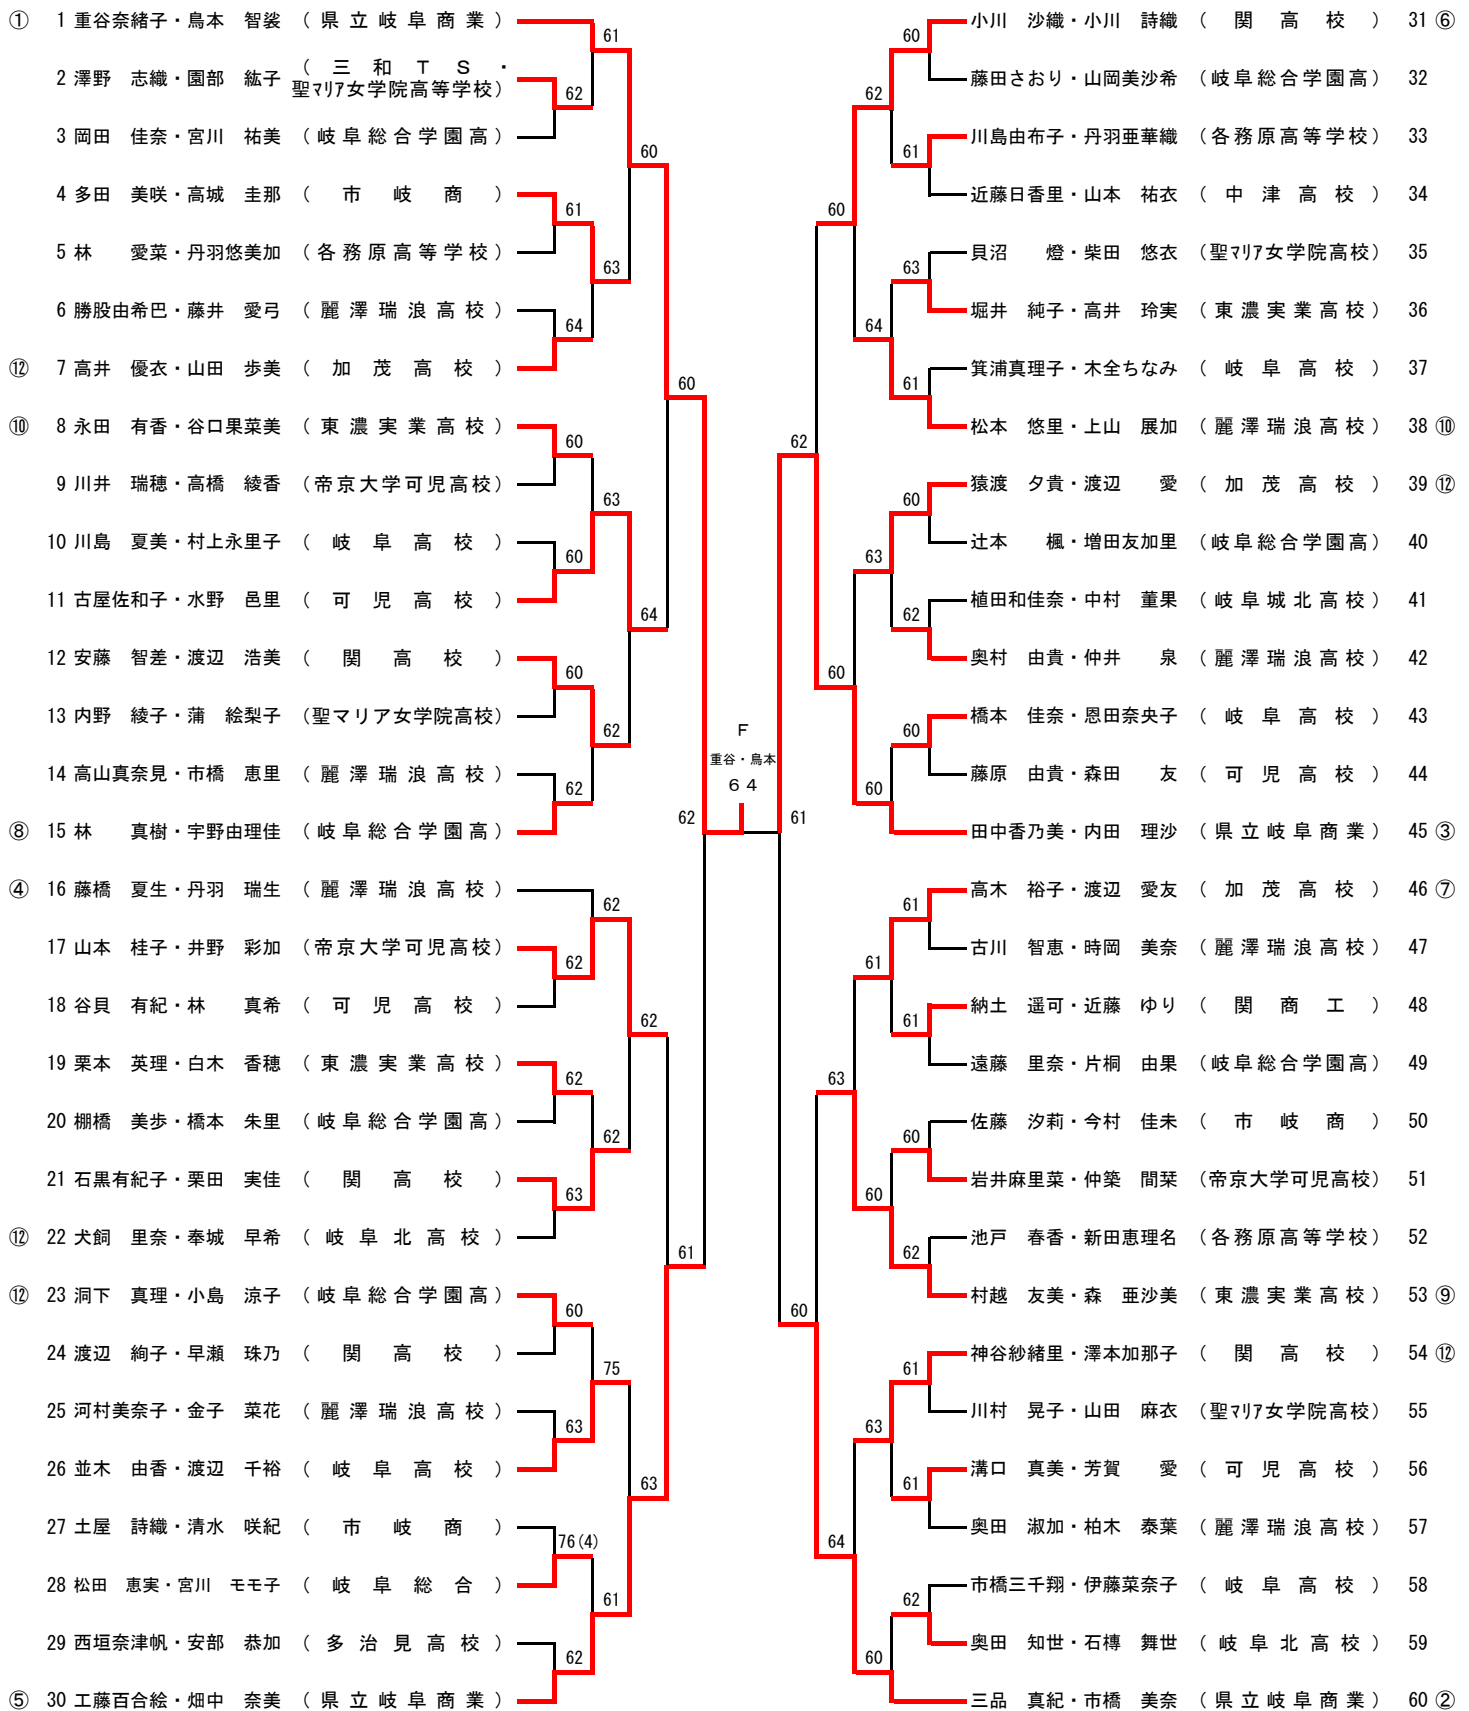 ① 1 重谷奈緒子・鳥本 智裟 (県立岐阜商業)
2 澤野 志織・園部 紘子 (三和TS・聖マリア女学院高等学校)
3 岡田 佳奈・宮川 祐美 (岐阜総合学園高)
4 多田 美咲・高城 圭那 (市岐商)
5 林 愛菜・丹羽悠美加 (各務原高等学校)
6 勝股由希巴・藤井 愛弓 (麗澤瑞浪高校)
⑫ 7 高井 優衣・山田 歩美 (加茂高校)
⑩ 8 永田 有香・谷口果菜美 (東濃実業高校)
9 川井 瑞穂・高橋 綾香 (帝京大学可児高校)
10 川島 夏美・村上永里子 (岐阜高校)
11 古屋佐和子・水野 邑里 (可児高校)
12 安藤 智差・渡辺 浩美 (関高校)
13 内野 綾子・蒲 絵梨子 (聖マリア女学院高校)
14 高山真奈見・市橋 恵里 (麗澤瑞浪高校)
⑧ 15 林 真樹・宇野由理佳 (岐阜総合学園高)
④ 16 藤橋 夏生・丹羽 瑞生 (麗澤瑞浪高校)
17 山本 桂子・井野 彩加 (帝京大学可児高校)
18 谷貝 有紀・林 真希 (可児高校)
19 栗本 英理・白木 香穂 (東濃実業高校)
20 棚橋 美歩・橋本 朱里 (岐阜総合学園高)
21 石黒有紀子・栗田 実佳 (関高校)
⑫ 22 犬飼 里奈・奉城 早希 (岐阜北高校)
⑫ 23 洞下 真理・小島 涼子 (岐阜総合学園高)
24 渡辺 絢子・早瀬 珠乃 (関高校)
25 河村美奈子・金子 菜花 (麗澤瑞浪高校)
26 並木 由香・渡辺 千裕 (岐阜高校)
27 土屋 詩織・清水 咲紀 (市岐商)
28 松田 恵実・宮川 モモ子 (岐阜総合)
29 西垣奈津帆・安部 恭加 (多治見高校)
⑤ 30 工藤百合絵・畑中 奈美 (県立岐阜商業)
62
61
64
60
60
60
62
62
62
63
60
63
76(4)
62
61
63
63
62
62
62
75
61
60
64
62
63
60
61
62
F
重谷・鳥本
64
61
62
60
60
60
63
64
62
64
63
60
61
60
63
60
60
61
63
61
60
62
60
61
63
61
60
62
60
61
61
60
62
61
61
62
小川 沙織・小川 詩織 (関高校) 31 ⑥
藤田さおり・山岡美沙希 (岐阜総合学園高) 32
川島由布子・丹羽亜華織 (各務原高等学校) 33
近藤日香里・山本 祐衣 (中津高校) 34
貝沼 燈・柴田 悠衣 (聖マリア女学院高校) 35
堀井 純子・高井 玲実 (東濃実業高校) 36
箕浦真理子・木全ちなみ (岐阜高校) 37
松本 悠里・上山 展加 (麗澤瑞浪高校) 38 ⑩
猿渡 夕貴・渡辺 愛 (加茂高校) 39 ⑫
辻本 楓・増田友加里 (岐阜総合学園高) 40
植田和佳奈・中村 董果 (岐阜城北高校) 41
奥村 由貴・仲井 泉 (麗澤瑞浪高校) 42
橋本 佳奈・恩田奈央子 (岐阜高校) 43
藤原 由貴・森田 友 (可児高校) 44
田中香乃美・内田 理沙 (県立岐阜商業) 45 ③
高木 裕子・渡辺 愛友 (加茂高校) 46 ⑦
古川 智恵・時岡 美奈 (麗澤瑞浪高校) 47
納土 遥可・近藤 ゆり (関商工) 48
遠藤 里奈・片桐 由果 (岐阜総合学園高) 49
佐藤 汐莉・今村 佳未 (市岐商) 50
岩井麻里菜・仲築 間栞 (帝京大学可児高校) 51
池戸 春香・新田恵理名 (各務原高等学校) 52
村越 友美・森 亜沙美 (東濃実業高校) 53 ⑨
神谷紗緒里・澤本加那子 (関高校) 54 ⑫
川村 晃子・山田 麻衣 (聖マリア女学院高校) 55
溝口 真美・芳賀 愛 (可児高校) 56
奥田 淑加・柏木 泰葉 (麗澤瑞浪高校) 57
市橋三千翔・伊藤菜奈子 (岐阜高校) 58
奥田 知世・石樽 舞世 (岐阜北高校) 59
三品 真紀・市橋 美奈 (県立岐阜商業) 60 ②